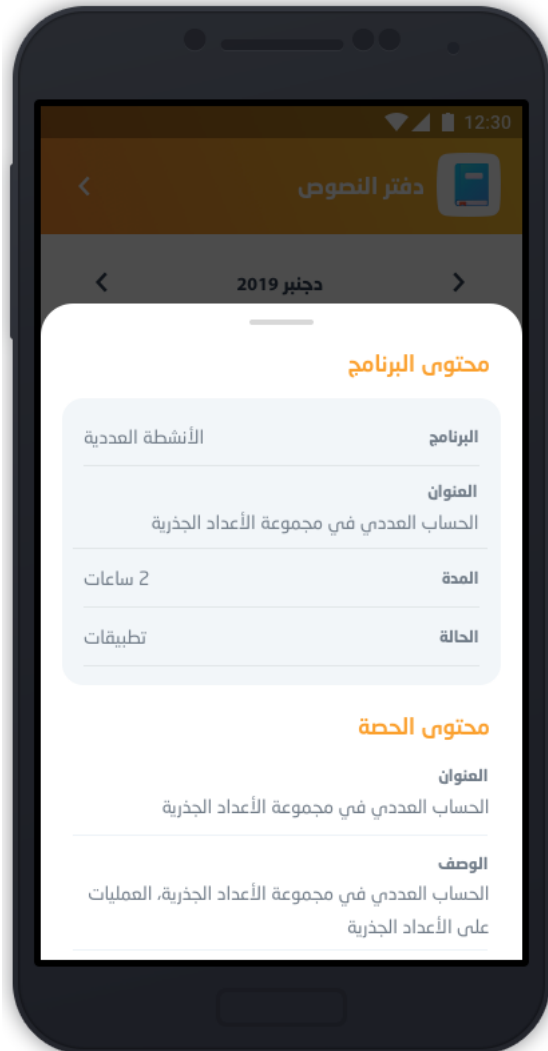 12:30
دفتر النصوص
دجنبر 2019
محتوى البرنامج
البرنامج الأنشطة العددية
العنوان
الحساب العددي في مجموعة الأعداد الجذرية
المدة 2 ساعات
الحالة تطبيقات
محتوى الحصة
العنوان
الحساب العددي في مجموعة الأعداد الجذرية
الوصف
الحساب العددي في مجموعة الأعداد الجذرية، العمليات
على الأعداد الجذرية